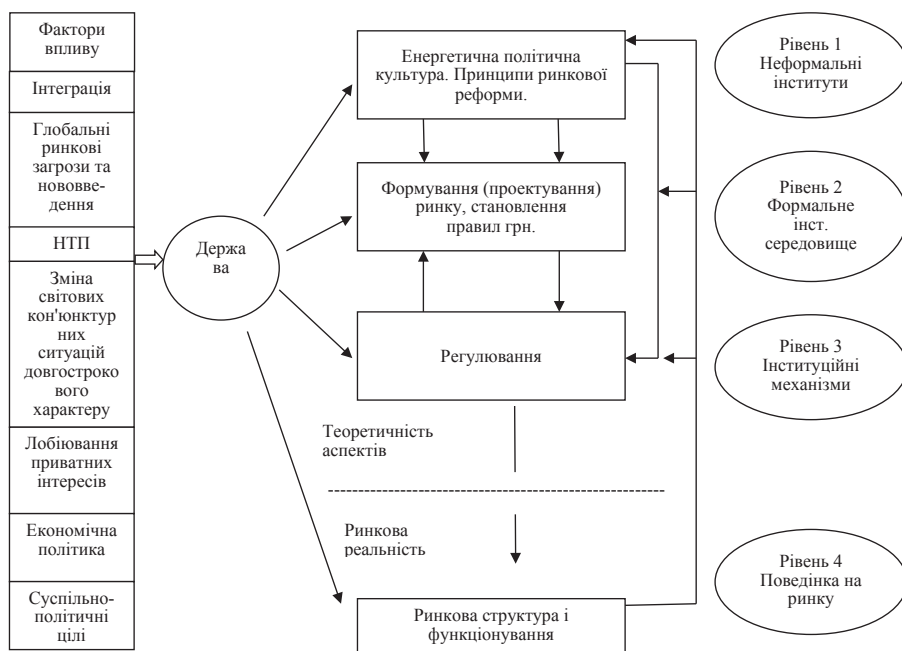 Фактори
впливу
Інтеграція
Глобальні
ринкові
загрози та
нововве-
дення
НТП
Зміна
світових
кон'юнктур
них
ситуацій
довгостроко
вого
характеру
Лобіювання
приватних
інтересів
Економічна
політика
Суспільно-
політичні
цілі
Держа
ва
Енергетична політична
культура. Принципи ринкової
реформи.
Формування (проектування)
ринку, становлення
правил грн.
Регулювання
Теоретичність
аспектів
Ринкова
реальність
Ринкова структура і
функціонування
Рівень 1
Неформальні
інститути
Рівень 2
Формальне
інст.
середовище
Рівень 3
Інституційні
механізми
Рівень 4
Поведінка на
ринку